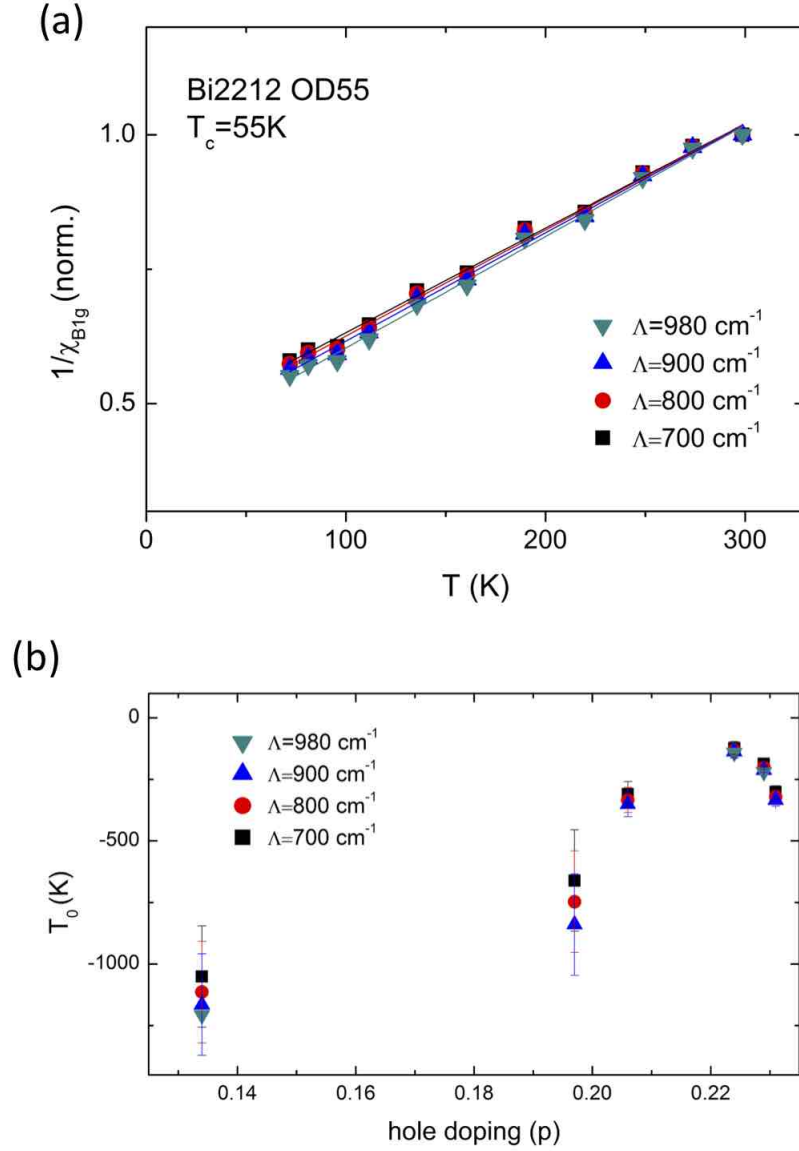 (a)
Bi2212 OD55
T_c=55K
1.0
0.5
1/χ_B1g (norm.)
Λ=980 cm⁻¹
Λ=900 cm⁻¹
Λ=800 cm⁻¹
Λ=700 cm⁻¹
0 100 200 300
T (K)
(b)
0
-500
-1000
T_0 (K)
Λ=980 cm⁻¹
Λ=900 cm⁻¹
Λ=800 cm⁻¹
Λ=700 cm⁻¹
0.14 0.16 0.18 0.20 0.22
hole doping (p)